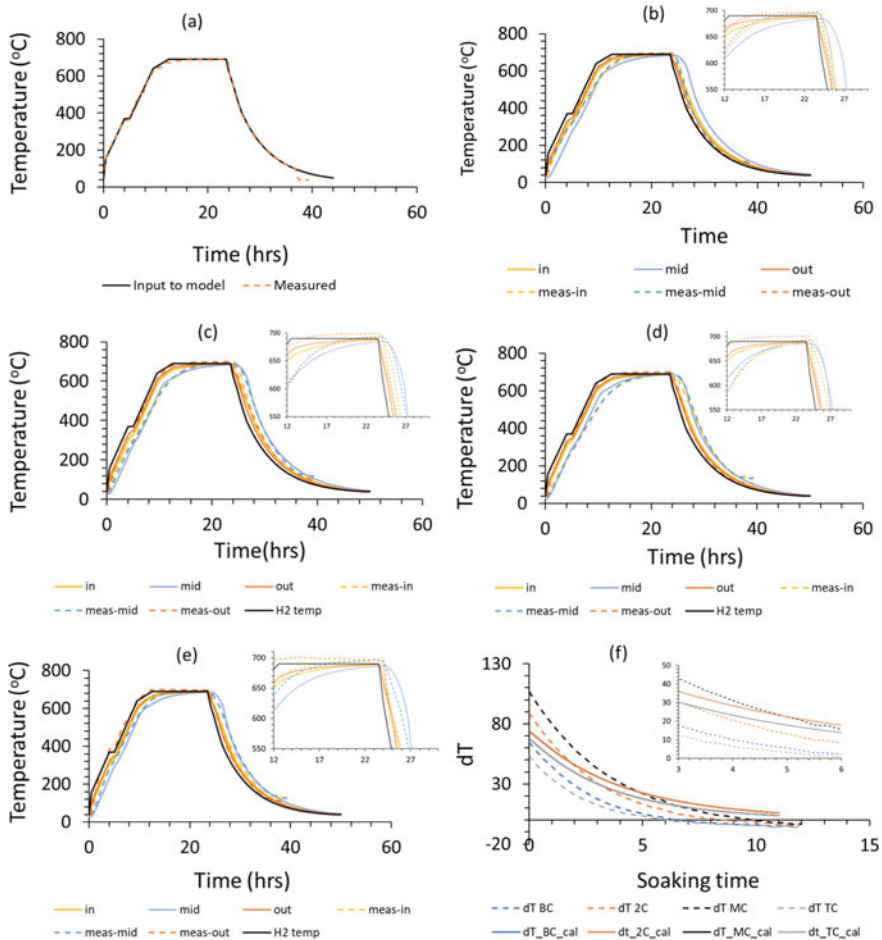 (a)
800
600
400
200
0
0 20 40 60
Temperature (ºC)
Time (hrs)
Input to model Measured
(b)
800
600
400
200
0
0 20 40 60
Temperature (ºC)
Time
700
650
600
550
12 17 22 27
in mid out
meas-in meas-mid meas-out
(c)
800
600
400
200
0
0 20 40 60
Temperature (ºC)
Time(hrs)
700
650
600
550
12 17 22 27
in mid out meas-in
meas-mid meas-out H2 temp
(d)
800
600
400
200
0
0 20 40 60
Temperature (ºC)
Time (hrs)
700
650
600
550
12 17 22 27
in mid out meas-in
meas-mid meas-out H2 temp
(e)
800
600
400
200
0
0 20 40 60
Temperature (ºC)
Time (hrs)
700
650
600
550
12 17 22 27
in mid out meas-in
meas-mid meas-out H2 temp
(f)
130
80
30
-20
0 5 10 15
dT
Soaking time
50
40
30
20
10
0
3 4 5 6
dT BC dT 2C dT MC dT TC
dT_BC_cal dt_2C_cal dT_MC_cal dt_TC_cal